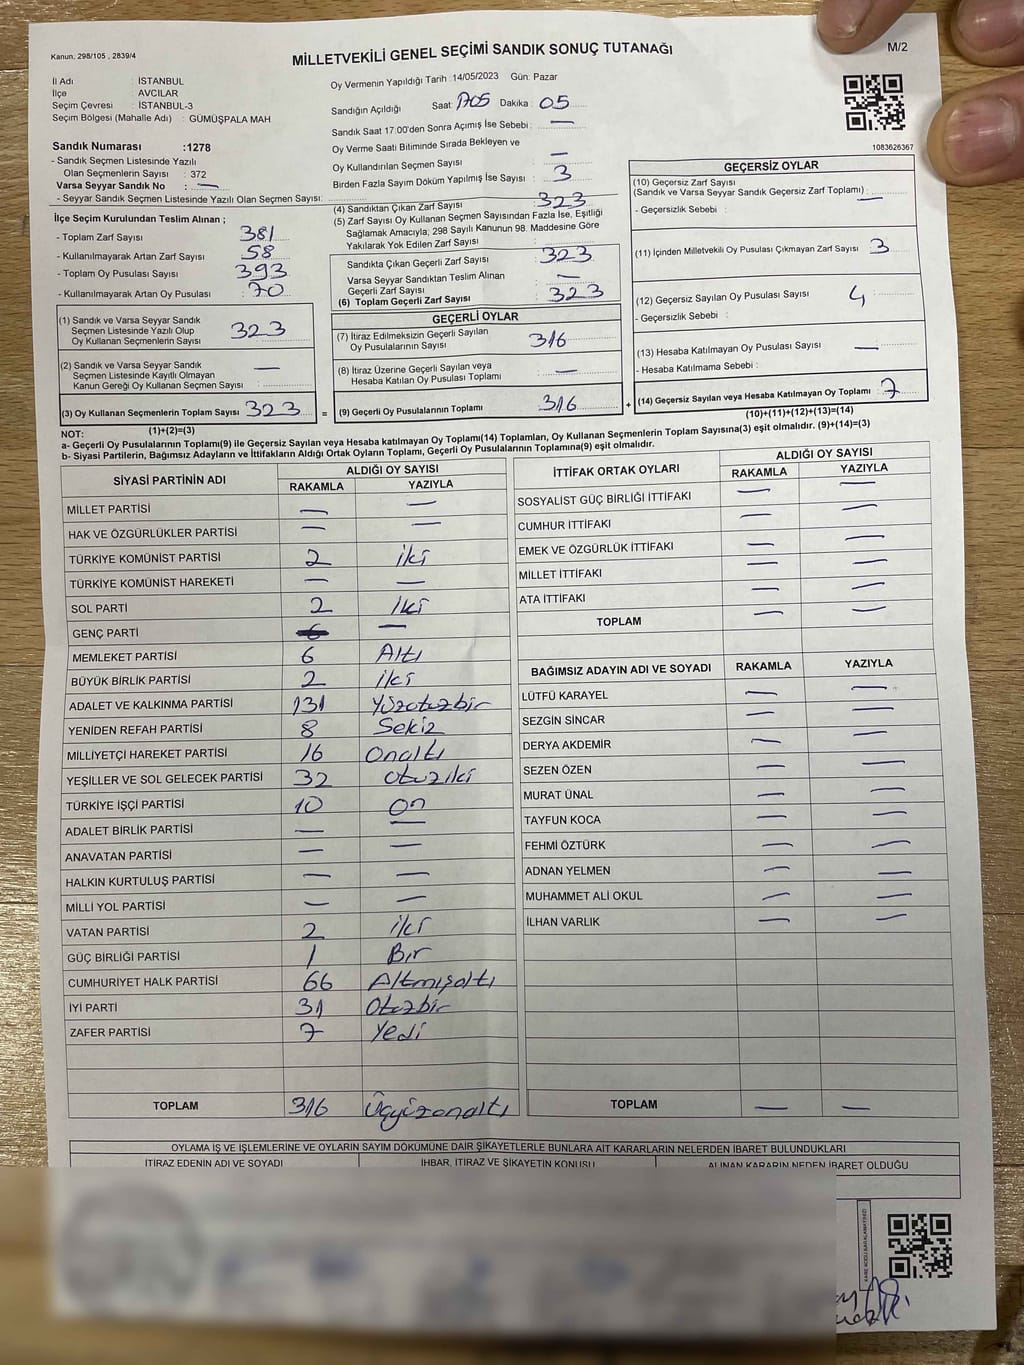 Kanun: 298/105 , 2839/4
MİLLETVEKİLİ GENEL SEÇİMİ SANDIK SONUÇ TUTANAĞI
M/2
İl Adı : İSTANBUL
İlçe : AVCILAR
Seçim Çevresi : İSTANBUL-3
Seçim Bölgesi (Mahalle Adı) : GÜMÜŞPALA MAH
Sandık Numarası :1278
- Sandık Seçmen Listesinde Yazılı
Olan Seçmenlerin Sayısı : 372
Varsa Seyyar Sandık No : —
- Seyyar Sandık Seçmen Listesinde Yazılı Olan Seçmen Sayısı:
Oy Vermenin Yapıldığı Tarih : 14/05/2023 Gün: Pazar
Sandığın Açıldığı Saat 1705 Dakika : 05
Sandık Saat 17:00'den Sonra Açmış İse Sebebi : —
Oy Verme Saati Bitiminde Sırada Bekleyen ve
Oy Kullandırılan Seçmen Sayısı : —
Birden Fazla Sayım Döküm Yapılmış İse Sayısı : 3
1083626367
İlçe Seçim Kurulundan Teslim Alınan ;
- Toplam Zarf Sayısı : 381
- Kullanılmayarak Artan Zarf Sayısı : 58
- Toplam Oy Pusulası Sayısı : 393
- Kullanılmayarak Artan Oy Pusulası : 70
(1) Sandık ve Varsa Seyyar Sandık
Seçmen Listesinde Yazılı Olup
Oy Kullanan Seçmenlerin Sayısı : 323
(2) Sandık ve Varsa Seyyar Sandık
Seçmen Listesinde Kayıtlı Olmayan
Kanun Gereği Oy Kullanan Seçmen Sayısı : —
(3) Oy Kullanan Seçmenlerin Toplam Sayısı : 323 =
(1)+(2)=(3)
(4) Sandıktan Çıkan Zarf Sayısı : 323
(5) Zarf Sayısı Oy Kullanan Seçmen Sayısından Fazla İse, Eşitliği
Sağlamak Amacıyla; 298 Sayılı Kanunun 98. Maddesine Göre
Yakılarak Yok Edilen Zarf Sayısı :
Sandıkta Çıkan Geçerli Zarf Sayısı : 323
Varsa Seyyar Sandıktan Teslim Alınan
Geçerli Zarf Sayısı : —
(6) Toplam Geçerli Zarf Sayısı : 323
GEÇERLİ OYLAR
(7) İtiraz Edilmeksizin Geçerli Sayılan
Oy Pusulalarının Sayısı : 316
(8) İtiraz Üzerine Geçerli Sayılan veya
Hesaba Katılan Oy Pusulası Toplamı : —
(9) Geçerli Oy Pusulalarının Toplamı : 316 +
GEÇERSİZ OYLAR
(10) Geçersiz Zarf Sayısı
(Sandık ve Varsa Seyyar Sandık Geçersiz Zarf Toplamı) : —
- Geçersizlik Sebebi :
(11) İçinden Milletvekili Oy Pusulası Çıkmayan Zarf Sayısı : 3
(12) Geçersiz Sayılan Oy Pusulası Sayısı : 4
- Geçersizlik Sebebi :
(13) Hesaba Katılmayan Oy Pusulası Sayısı : —
- Hesaba Katılmama Sebebi :
(14) Geçersiz Sayılan veya Hesaba Katılmayan Oy Toplamı : 7
(10)+(11)+(12)+(13)=(14)
NOT:
a- Geçerli Oy Pusulalarının Toplamı(9) ile Geçersiz Sayılan veya Hesaba katılmayan Oy Toplamı(14) Toplamları, Oy Kullanan Seçmenlerin Toplam Sayısına(3) eşit olmalıdır. (9)+(14)=(3)
b- Siyasi Partilerin, Bağımsız Adayların ve İttifakların Aldığı Ortak Oyların Toplamı, Geçerli Oy Pusulalarının Toplamına(9) eşit olmalıdır.
SİYASİ PARTİNİN ADI ALDIĞI OY SAYISI
RAKAMLA YAZIYLA
MİLLET PARTİSİ — —
HAK VE ÖZGÜRLÜKLER PARTİSİ — —
TÜRKİYE KOMÜNİST PARTİSİ 2 iki
TÜRKİYE KOMÜNİST HAREKETİ — —
SOL PARTİ 2 İki
GENÇ PARTİ —
MEMLEKET PARTİSİ 6 Altı
BÜYÜK BİRLİK PARTİSİ 2 iki
ADALET VE KALKINMA PARTİSİ 131 Yüzotuzbir
YENİDEN REFAH PARTİSİ 8 Sekiz
MİLLİYETÇİ HAREKET PARTİSİ 16 Onaltı
YEŞİLLER VE SOL GELECEK PARTİSİ 32 otuziki
TÜRKİYE İŞÇİ PARTİSİ 10 on
ADALET BİRLİK PARTİSİ — —
ANAVATAN PARTİSİ — —
HALKIN KURTULUŞ PARTİSİ — —
MİLLİ YOL PARTİSİ — —
VATAN PARTİSİ 2 iki
GÜÇ BİRLİĞİ PARTİSİ 1 Bir
CUMHURİYET HALK PARTİSİ 66 Altmışaltı
İYİ PARTİ 31 Otuzbir
ZAFER PARTİSİ 7 Yedi
TOPLAM 316 Üçyüzonaltı
İTTİFAK ORTAK OYLARI ALDIĞI OY SAYISI
RAKAMLA YAZIYLA
SOSYALİST GÜÇ BİRLİĞİ İTTİFAKI — —
CUMHUR İTTİFAKI — —
EMEK VE ÖZGÜRLÜK İTTİFAKI — —
MİLLET İTTİFAKI — —
ATA İTTİFAKI — —
TOPLAM — —
BAĞIMSIZ ADAYIN ADI VE SOYADI RAKAMLA YAZIYLA
LÜTFÜ KARAYEL — —
SEZGİN SİNCAR — —
DERYA AKDEMİR — —
SEZEN ÖZEN — —
MURAT ÜNAL — —
TAYFUN KOCA — —
FEHMİ ÖZTÜRK — —
ADNAN YELMEN — —
MUHAMMET ALİ OKUL — —
İLHAN VARLIK — —
TOPLAM — —
OYLAMA İŞ VE İŞLEMLERİNE VE OYLARIN SAYIM DÖKÜMÜNE DAİR ŞİKAYETLERLE BUNLARA AİT KARARLARIN NELERDEN İBARET BULUNDUKLARI
İTİRAZ EDENİN ADI VE SOYADI İHBAR, İTİRAZ VE ŞİKAYETİN KONUSU ALINAN KARARIN NEDEN İBARET OLDUĞU